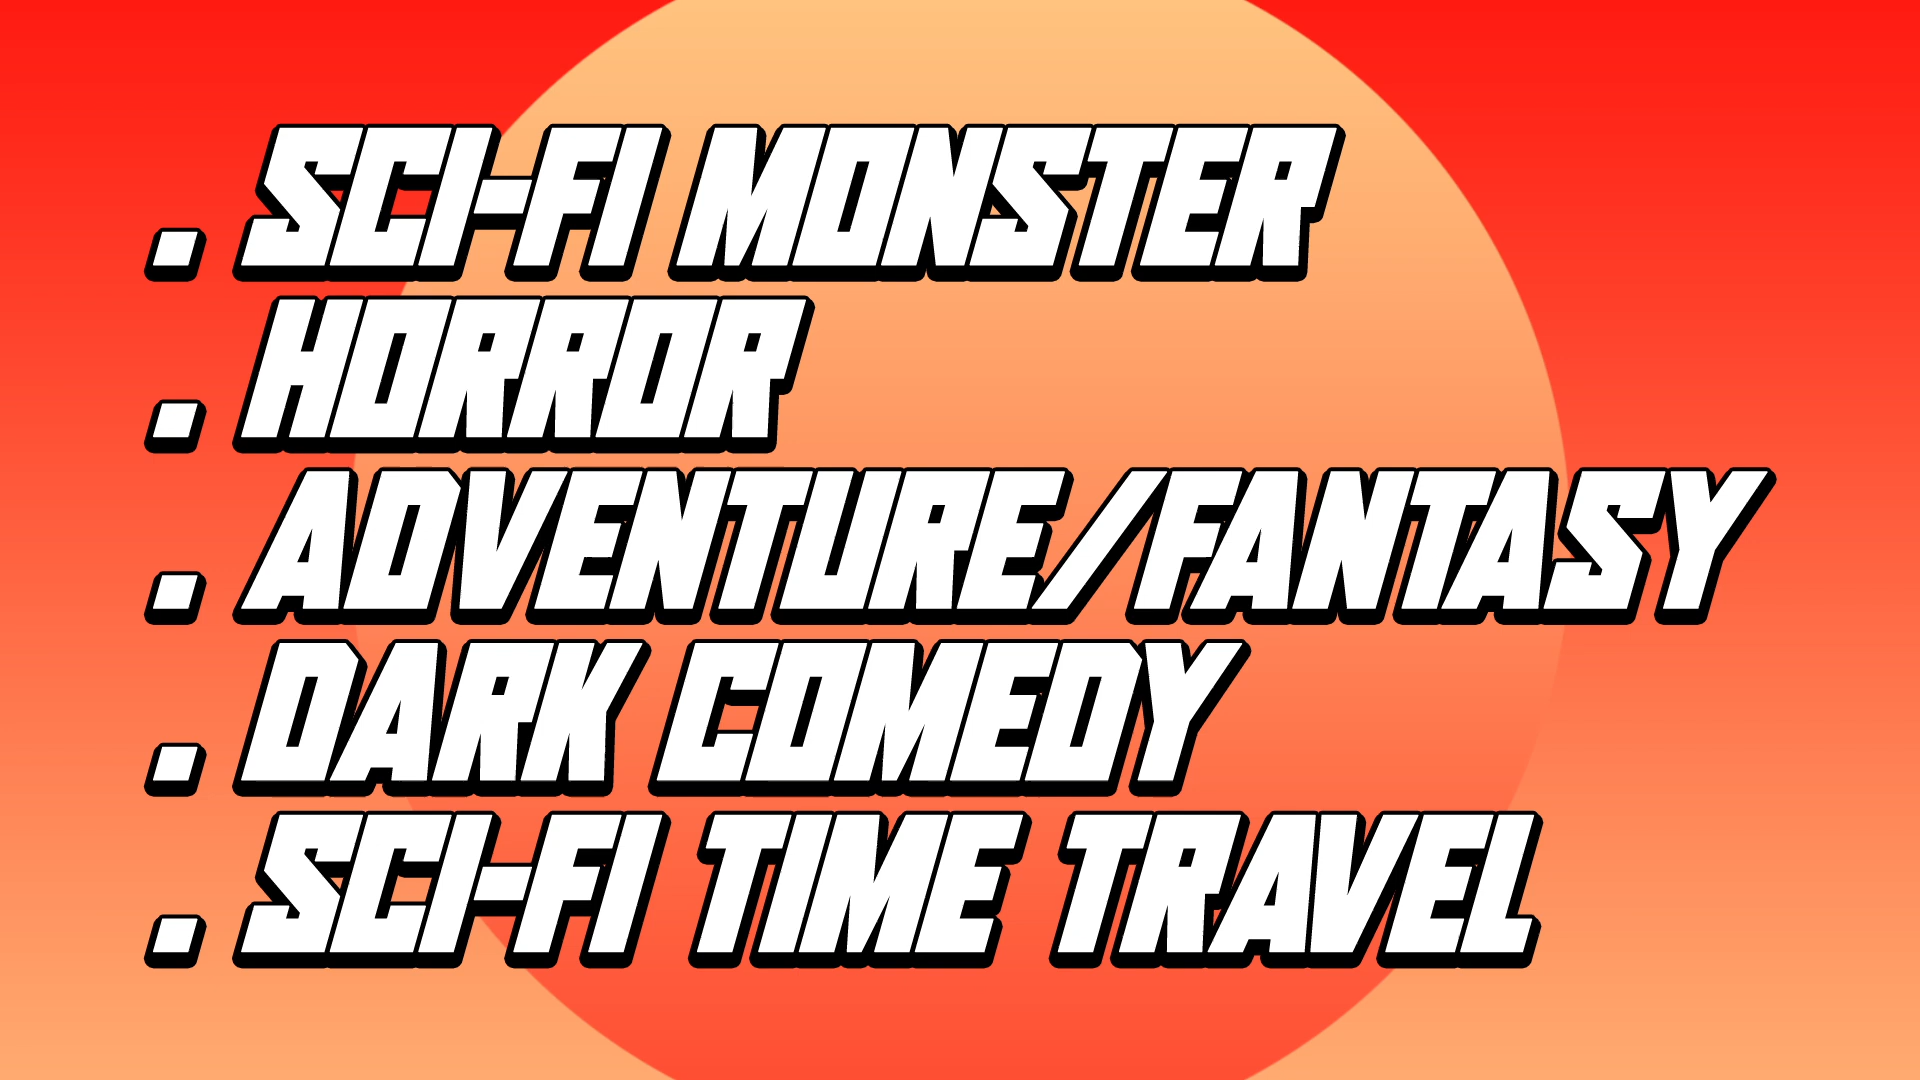 . SCI-FI MONSTER
. HORROR
. ADVENTURE/FANTASY
. DARK COMEDY
. SCI-FI TIME TRAVEL